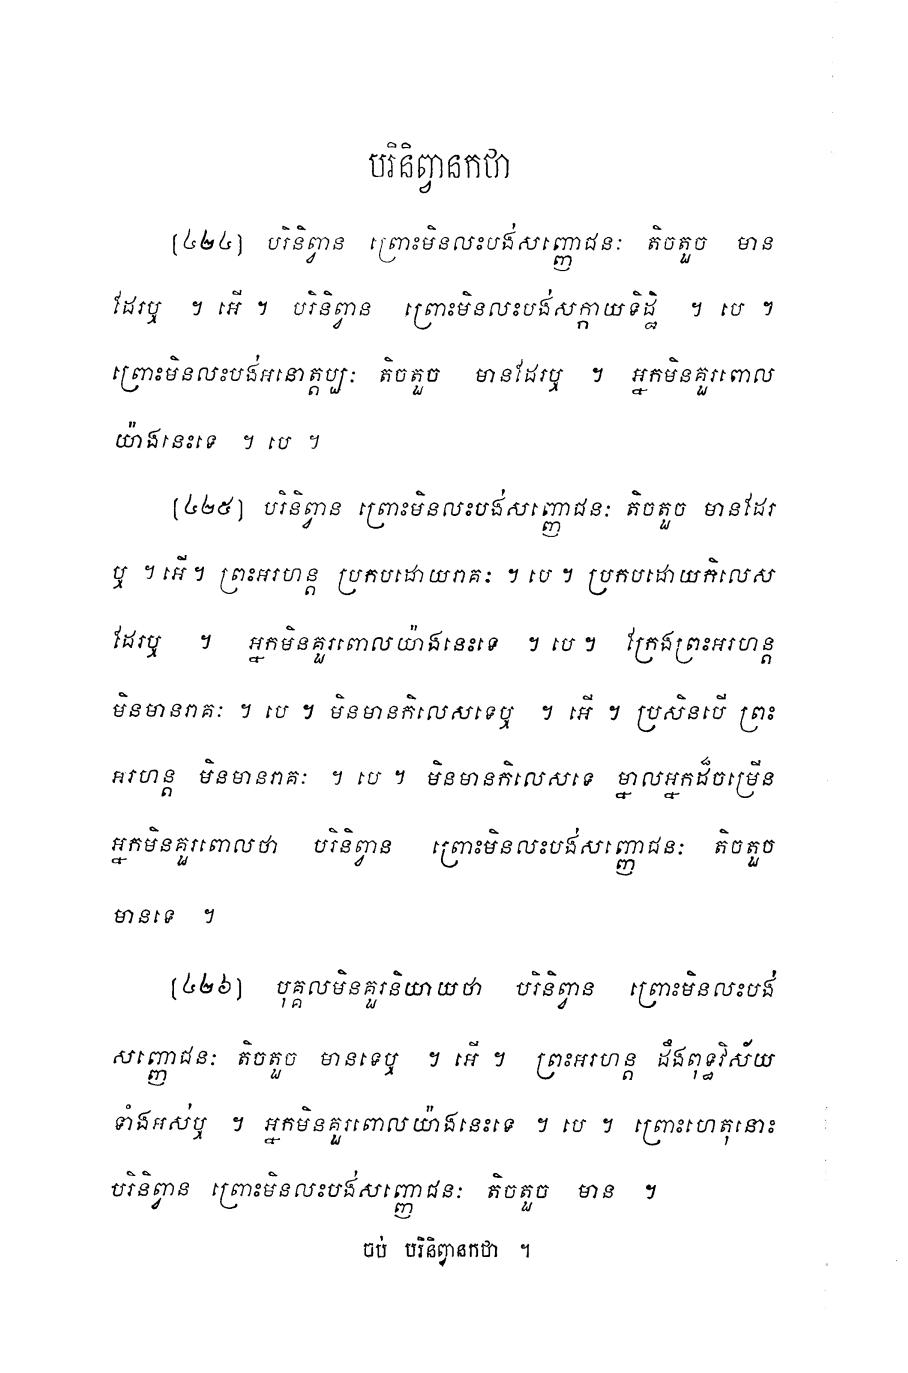 បរិនិព្វានកថា
(៤២៤) បរិនិព្វាន ព្រោះមិនលះបង់សញ្ញោជនៈ តិចតួច មាន
ដែរឬ ។ អើ ។ បរិនិព្វាន ព្រោះមិនលះបង់សក្កាយទិដ្ឋិ ។ បេ ។
ព្រោះមិនលះបង់អនោត្តប្បៈ តិចតួច មានដែរឬ ។ អ្នកមិនគួរពោល
យ៉ាងនេះទេ ។ បេ ។
(៤២៥) បរិនិព្វាន ព្រោះមិនលះបង់សញ្ញោជនៈ តិចតួច មានដែរ
ឬ ។ អើ ។ ព្រះអរហន្ត ប្រកបដោយរាគៈ ។ បេ ។ ប្រកបដោយកិលេស
ដែរឬ ។ អ្នកមិនគួរពោលយ៉ាងនេះទេ ។ បេ ។ ក្រែងព្រះអរហន្ត
មិនមានរាគៈ ។ បេ ។ មិនមានកិលេសទេឬ ។ អើ ។ ប្រសិនបើ ព្រះ
អរហន្ត មិនមានរាគៈ ។ បេ ។ មិនមានកិលេសទេ ម្នាលអ្នកដ៏ចម្រើន
អ្នកមិនគួរពោលថា បរិនិព្វាន ព្រោះមិនលះបង់សញ្ញោជនៈ តិចតួច
មានទេ ។
(៤២៦) បុគ្គលមិនគួរនិយាយថា បរិនិព្វាន ព្រោះមិនលះបង់
សញ្ញោជនៈ តិចតួច មានទេឬ ។ អើ ។ ព្រះអរហន្ត ដឹងពុទ្ធវិស័យ
ទាំងអស់ឬ ។ អ្នកមិនគួរពោលយ៉ាងនេះទេ ។ បេ ។ ព្រោះហេតុនោះ
បរិនិព្វាន ព្រោះមិនលះបង់សញ្ញោជនៈ តិចតួច មាន ។
ចប់ បរិនិព្វានកថា ។